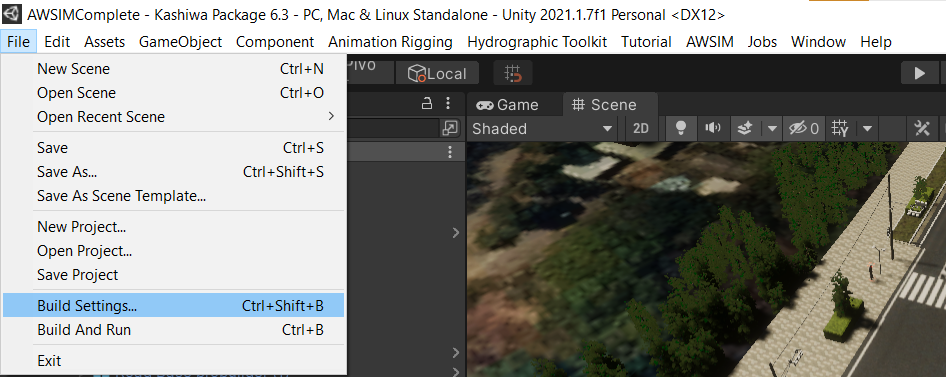 AWSIMComplete - Kashiwa Package 6.3 - PC, Mac & Linux Standalone - Unity 2021.1.7f1 Personal <DX12>
File Edit Assets GameObject Component Animation Rigging Hydrographic Toolkit Tutorial AWSIM Jobs Window Help
New Scene Ctrl+N
Open Scene Ctrl+O
Open Recent Scene
Save Ctrl+S
Save As... Ctrl+Shift+S
Save As Scene Template...
New Project...
Open Project...
Save Project
Build Settings... Ctrl+Shift+B
Build And Run Ctrl+B
Exit
Local
Game Scene
Shaded 2D 0